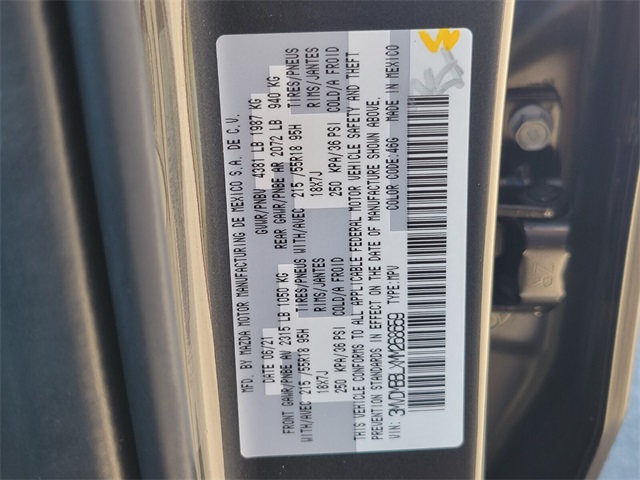 MFD. BY MAZDA MOTOR MANUFACTURING DE MEXICO S.A. DE C.V.
DATE 06/21 GVWR/PNBV 4381 LB 1987 KG
FRONT GAWR/PNBE AV 2315 LB 1050 KG REAR GAWR/PNBE AR 2072 LB 940 KG
TIRES/PNEUS TIRES/PNEUS
WITH/AVEC 215 /55R18 95H RIMS/JANTES WITH/AVEC 215 /55R18 95H RIMS/JANTES
18X7J COLD/A FROID 18X7J COLD/A FROID
250 KPA/36 PSI 250 KPA/36 PSI
THIS VEHICLE CONFORMS TO ALL APPLICABLE FEDERAL MOTOR VEHICLE SAFETY AND THEFT
PREVENTION STANDARDS IN EFFECT ON THE DATE OF MANUFACTURE SHOWN ABOVE.
VIN: TYPE: MPV COLOR CODE: 46G MADE IN MEXICO